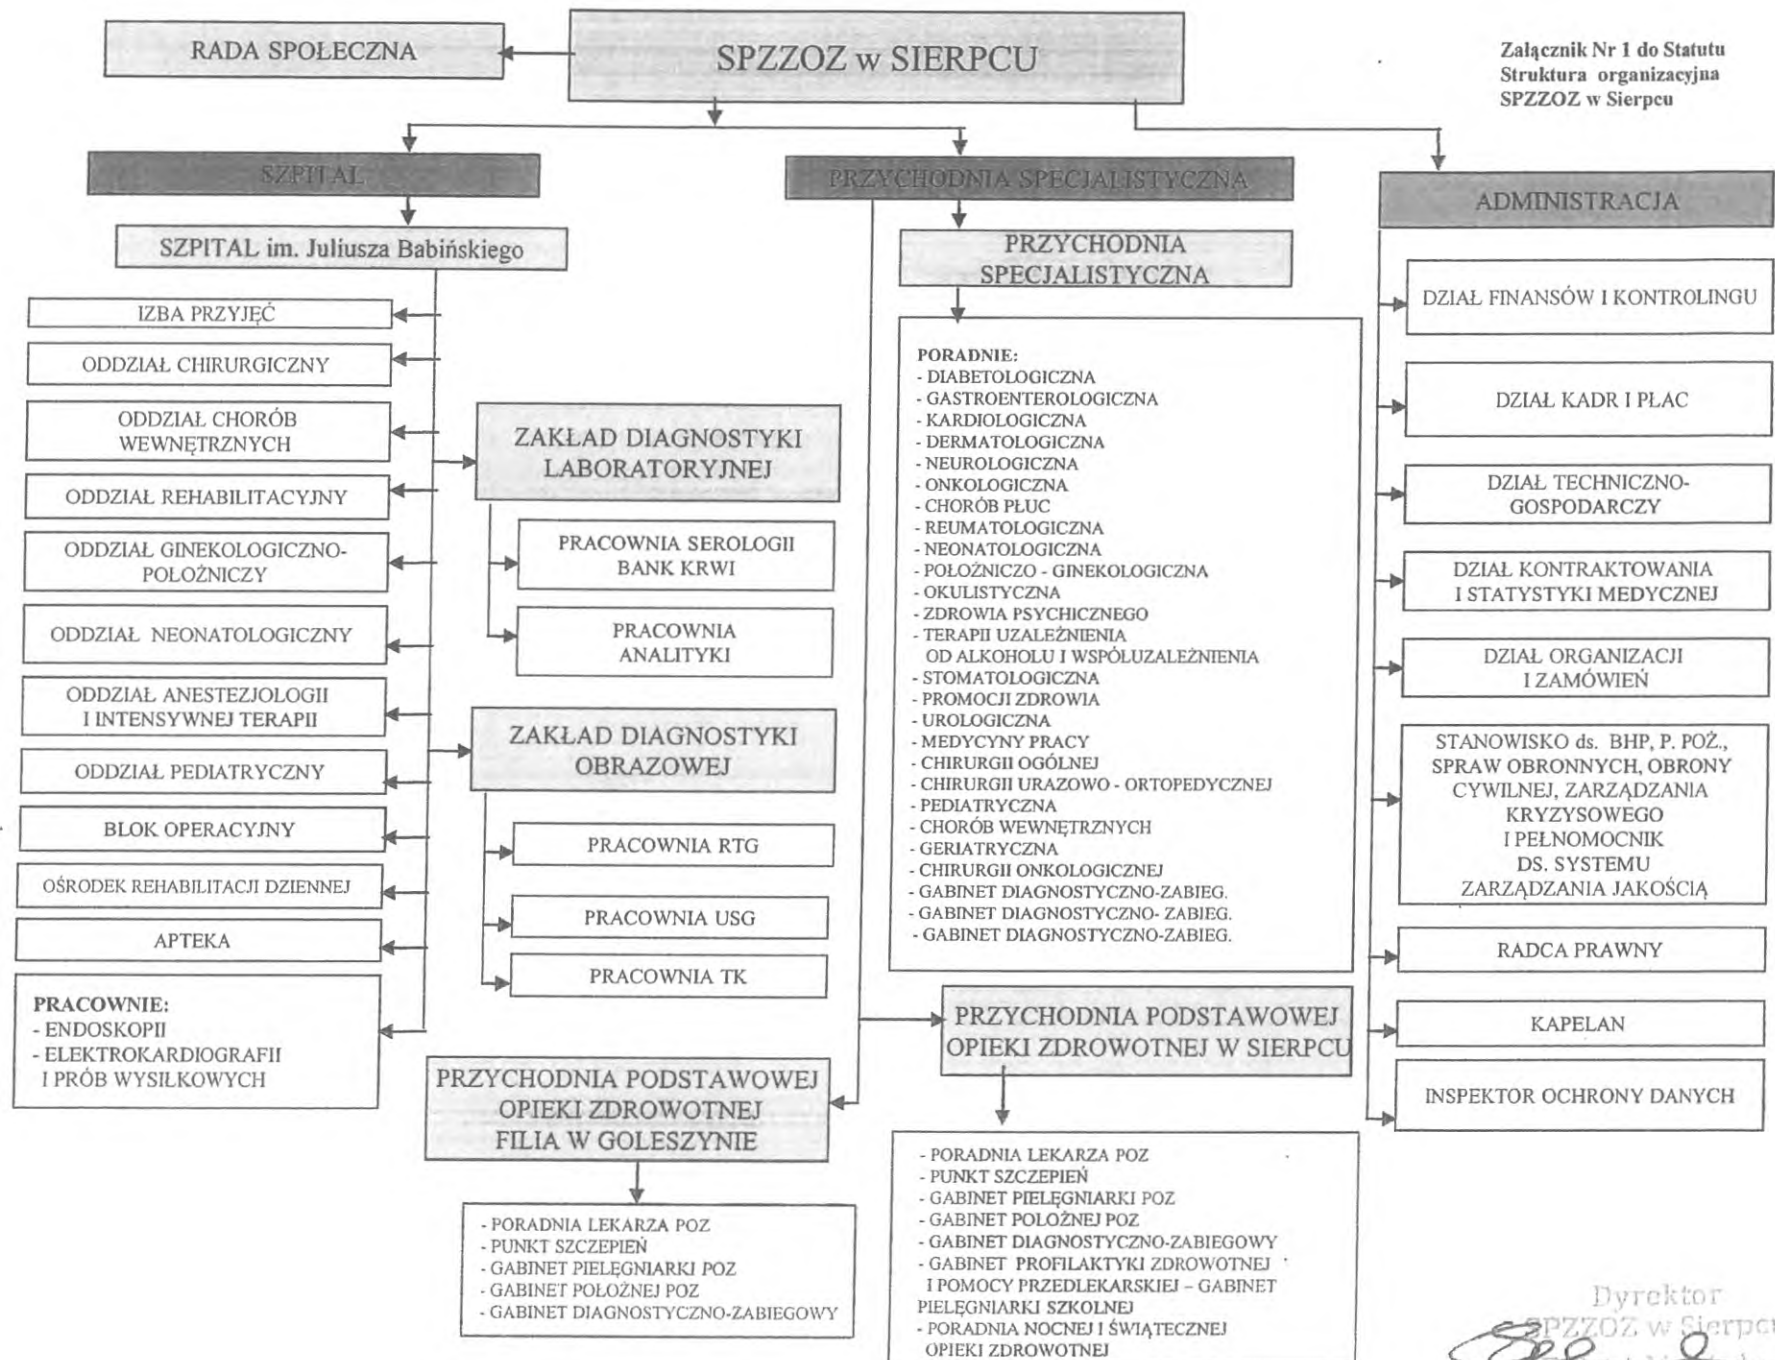 RADA SPOŁECZNA
SPZZOZ w SIERPCU
Załącznik Nr 1 do Statutu
Struktura organizacyjna
SPZZOZ w Sierpcu
SZPITAL
SZPITAL im. Juliusza Babińskiego
IZBA PRZYJĘĆ
ODDZIAŁ CHIRURGICZNY
ODDZIAŁ CHORÓB
WEWNĘTRZNYCH
ODDZIAŁ REHABILITACYJNY
ODDZIAŁ GINEKOLOGICZNO-
POŁOŻNICZY
ODDZIAŁ NEONATOLOGICZNY
ODDZIAŁ ANESTEZJOLOGII
I INTENSYWNEJ TERAPII
ODDZIAŁ PEDIATRYCZNY
BLOK OPERACYJNY
OŚRODEK REHABILITACJI DZIENNEJ
APTEKA
PRACOWNIE:
- ENDOSKOPII
- ELEKTROKARDIOGRAFII
I PRÓB WYSIŁKOWYCH
ZAKŁAD DIAGNOSTYKI
LABORATORYJNEJ
PRACOWNIA SEROLOGII
BANK KRWI
PRACOWNIA
ANALITYKI
ZAKŁAD DIAGNOSTYKI
OBRAZOWEJ
PRACOWNIA RTG
PRACOWNIA USG
PRACOWNIA TK
PRZYCHODNIA PODSTAWOWEJ
OPIEKI ZDROWOTNEJ
FILIA W GOLESZYNIE
- PORADNIA LEKARZA POZ
- PUNKT SZCZEPIEŃ
- GABINET PIELĘGNIARKI POZ
- GABINET POŁOŻNEJ POZ
- GABINET DIAGNOSTYCZNO-ZABIEGOWY
PRZYCHODNIA SPECJALISTYCZNA
PRZYCHODNIA
SPECJALISTYCZNA
PORADNIE:
- DIABETOLOGICZNA
- GASTROENTEROLOGICZNA
- KARDIOLOGICZNA
- DERMATOLOGICZNA
- NEUROLOGICZNA
- ONKOLOGICZNA
- CHORÓB PŁUC
- REUMATOLOGICZNA
- NEONATOLOGICZNA
- POŁOŻNICZO - GINEKOLOGICZNA
- OKULISTYCZNA
- ZDROWIA PSYCHICZNEGO
- TERAPII UZALEŻNIENIA
OD ALKOHOLU I WSPÓŁUZALEŻNIENIA
- STOMATOLOGICZNA
- PROMOCJI ZDROWIA
- UROLOGICZNA
- MEDYCYNY PRACY
- CHIRURGII OGÓLNEJ
- CHIRURGII URAZOWO - ORTOPEDYCZNEJ
- PEDIATRYCZNA
- CHORÓB WEWNĘTRZNYCH
- GERIATRYCZNA
- CHIRURGII ONKOLOGICZNEJ
- GABINET DIAGNOSTYCZNO-ZABIEG.
- GABINET DIAGNOSTYCZNO- ZABIEG.
- GABINET DIAGNOSTYCZNO-ZABIEG.
PRZYCHODNIA PODSTAWOWEJ
OPIEKI ZDROWOTNEJ W SIERPCU
- PORADNIA LEKARZA POZ
- PUNKT SZCZEPIEŃ
- GABINET PIELĘGNIARKI POZ
- GABINET POŁOŻNEJ POZ
- GABINET DIAGNOSTYCZNO-ZABIEGOWY
- GABINET PROFILAKTYKI ZDROWOTNEJ
I POMOCY PRZEDLEKARSKIEJ – GABINET
PIELĘGNIARKI SZKOLNEJ
- PORADNIA NOCNEJ I ŚWIĄTECZNEJ
OPIEKI ZDROWOTNEJ
ADMINISTRACJA
DZIAŁ FINANSÓW I KONTROLINGU
DZIAŁ KADR I PŁAC
DZIAŁ TECHNICZNO-
GOSPODARCZY
DZIAŁ KONTRAKTOWANIA
I STATYSTYKI MEDYCZNEJ
DZIAŁ ORGANIZACJI
I ZAMÓWIEŃ
STANOWISKO ds. BHP, P. POŻ.,
SPRAW OBRONNYCH, OBRONY
CYWILNEJ, ZARZĄDZANIA
KRYZYSOWEGO
I PEŁNOMOCNIK
DS. SYSTEMU
ZARZĄDZANIA JAKOŚCIĄ
RADCA PRAWNY
KAPELAN
INSPEKTOR OCHRONY DANYCH
Dyrektor
SPZZOZ w Sierpcu